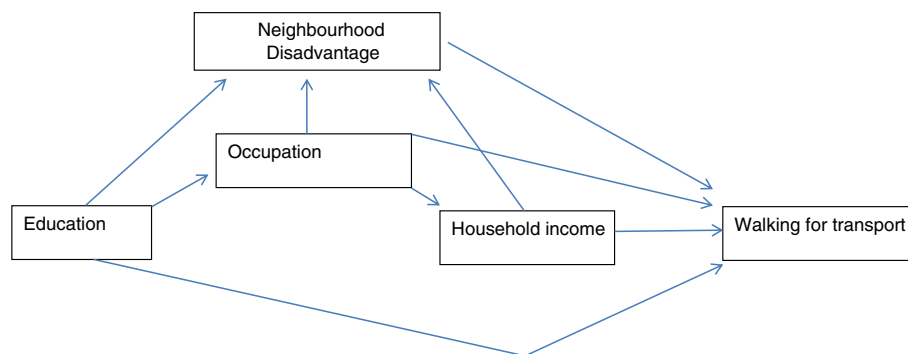 Neighbourhood
Disadvantage
Occupation
Education
Household income
Walking for transport